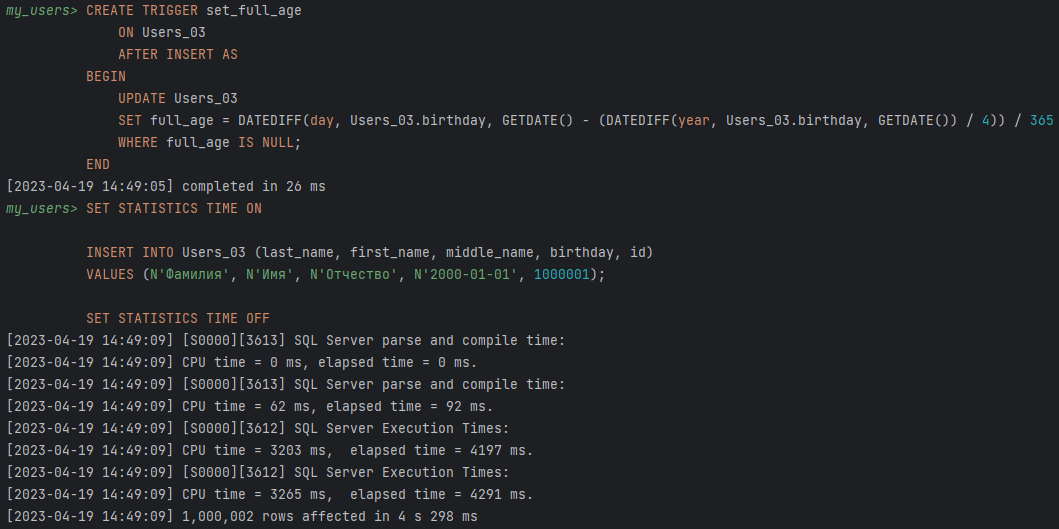 my_users> CREATE TRIGGER set_full_age
ON Users_03
AFTER INSERT AS
BEGIN
UPDATE Users_03
SET full_age = DATEDIFF(day, Users_03.birthday, GETDATE() - (DATEDIFF(year, Users_03.birthday, GETDATE()) / 4)) / 365
WHERE full_age IS NULL;
END
[2023-04-19 14:49:05] completed in 26 ms
my_users> SET STATISTICS TIME ON
INSERT INTO Users_03 (last_name, first_name, middle_name, birthday, id)
VALUES (N'Фамилия', N'Имя', N'Отчество', N'2000-01-01', 1000001);
SET STATISTICS TIME OFF
[2023-04-19 14:49:09] [S0000][3613] SQL Server parse and compile time:
[2023-04-19 14:49:09] CPU time = 0 ms, elapsed time = 0 ms.
[2023-04-19 14:49:09] [S0000][3613] SQL Server parse and compile time:
[2023-04-19 14:49:09] CPU time = 62 ms, elapsed time = 92 ms.
[2023-04-19 14:49:09] [S0000][3612] SQL Server Execution Times:
[2023-04-19 14:49:09] CPU time = 3203 ms,  elapsed time = 4197 ms.
[2023-04-19 14:49:09] [S0000][3612] SQL Server Execution Times:
[2023-04-19 14:49:09] CPU time = 3265 ms,  elapsed time = 4291 ms.
[2023-04-19 14:49:09] 1,000,002 rows affected in 4 s 298 ms